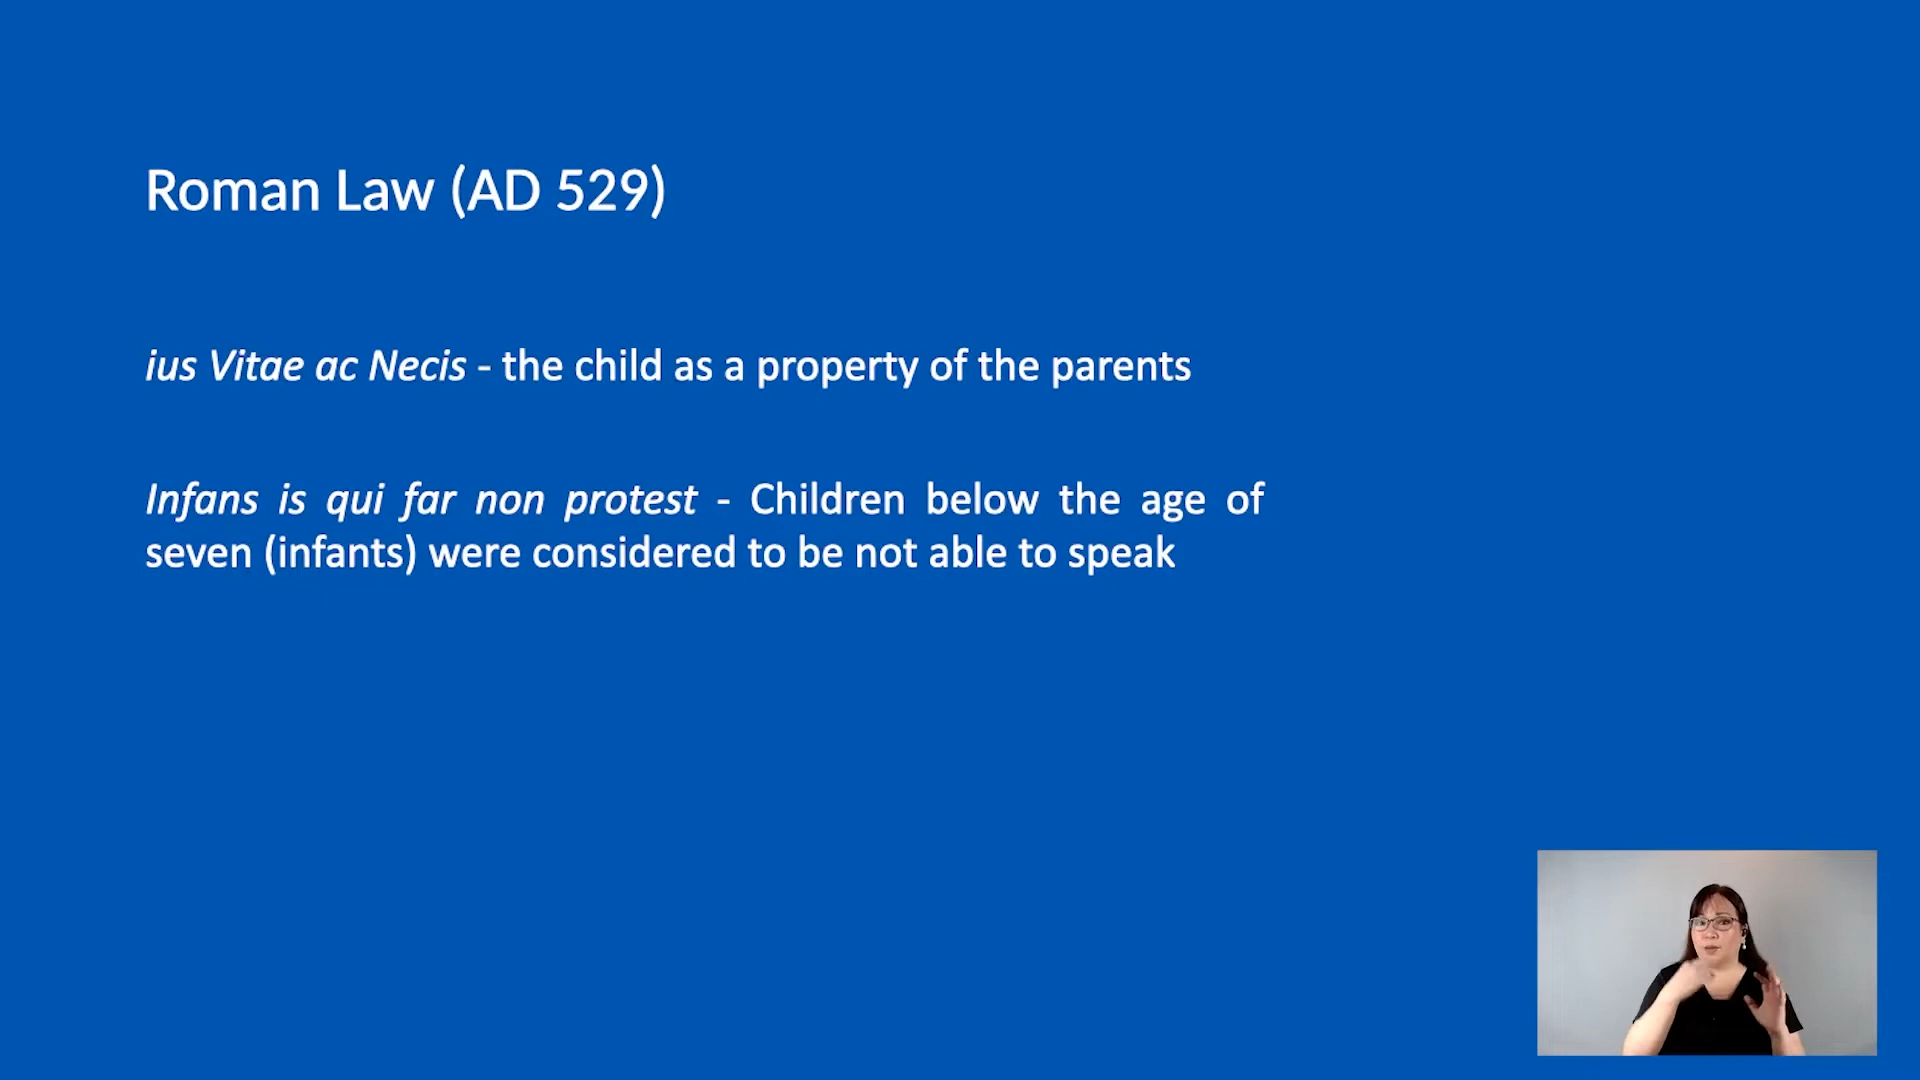 Roman Law (AD 529)
ius Vitae ac Necis - the child as a property of the parents
Infans is qui far non protest - Children below the age of
seven (infants) were considered to be not able to speak